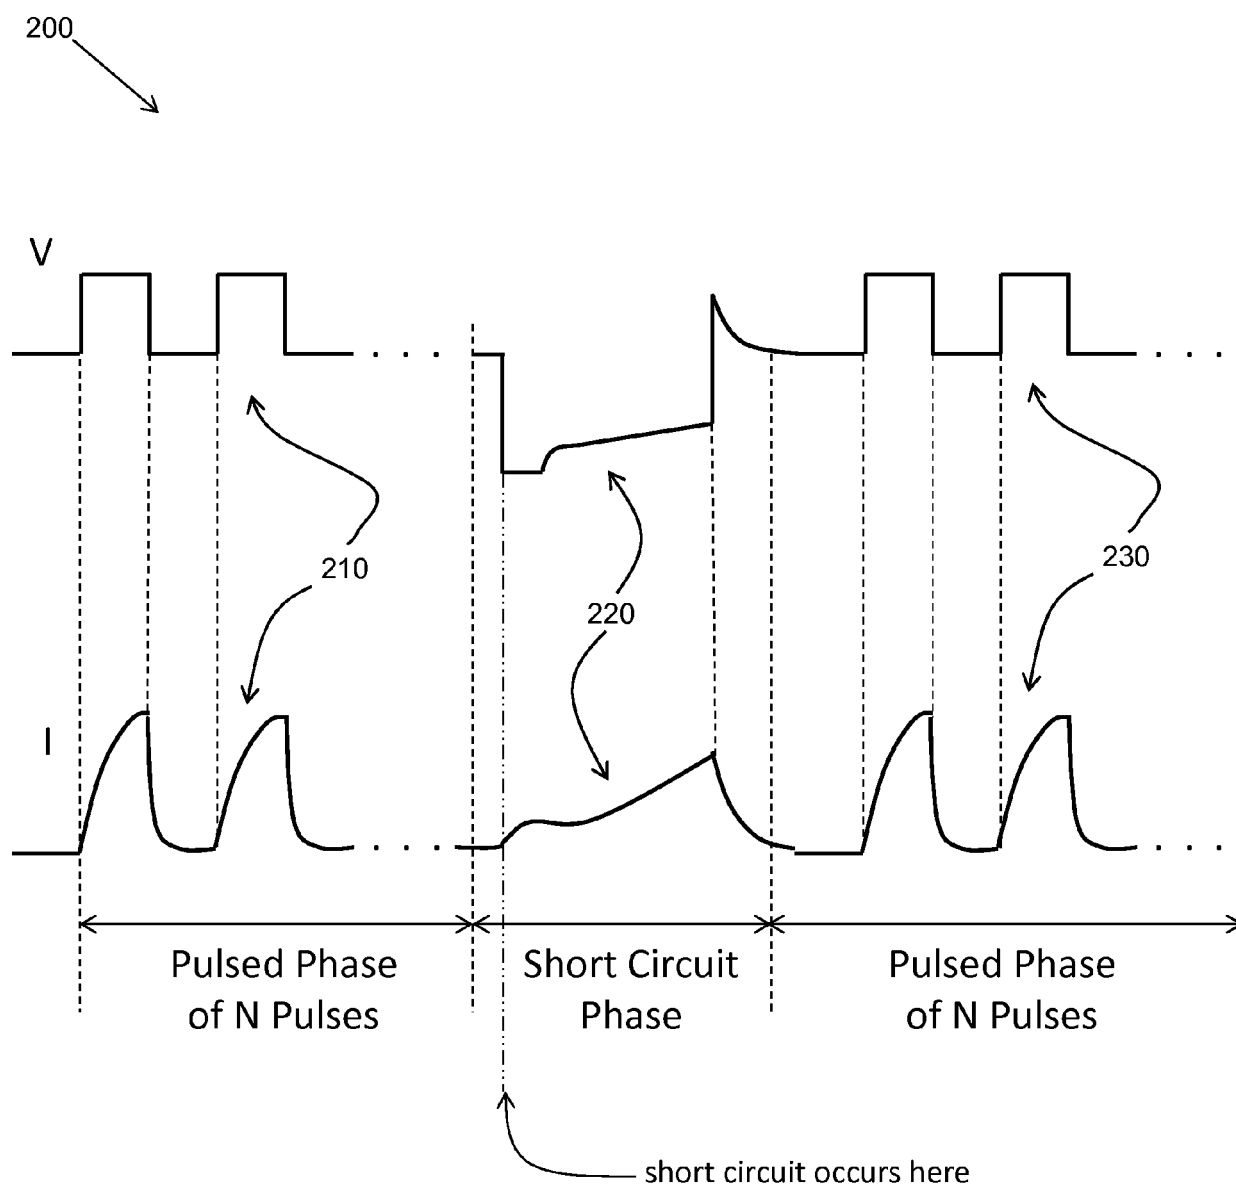 200
V
. . .
. . .
210
220
230
I
. . . .
. . .
Pulsed Phase
of N Pulses
Short Circuit
Phase
Pulsed Phase
of N Pulses
short circuit occurs here